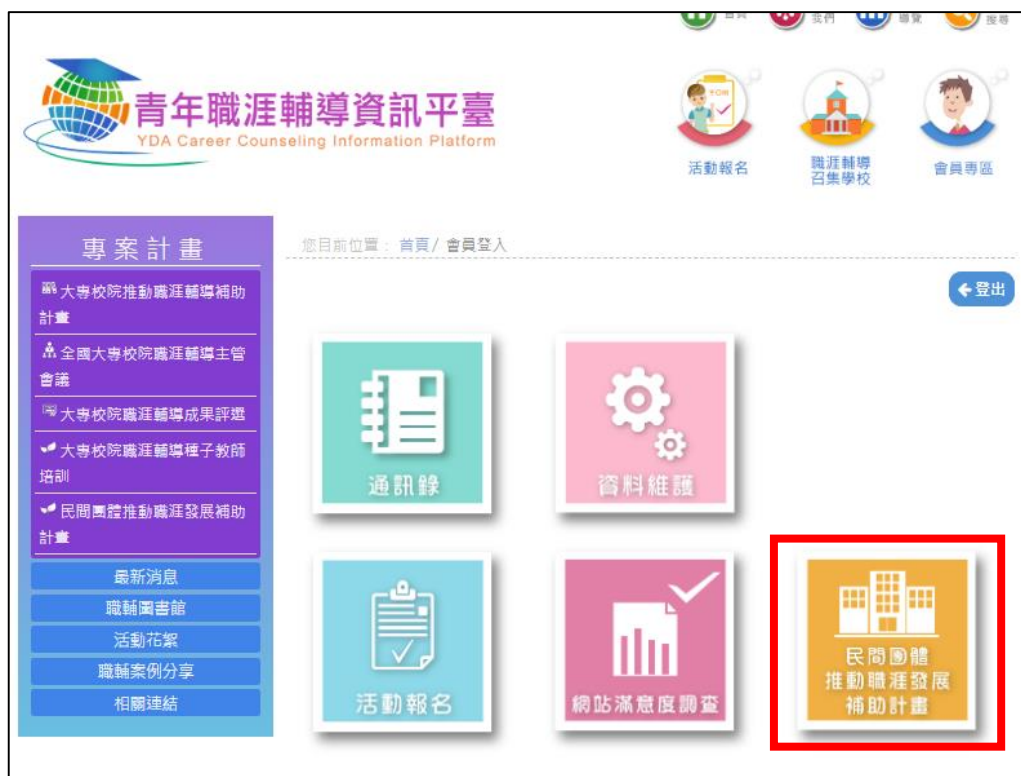 首頁
我們
導覽
搜尋
青年職涯輔導資訊平臺
YDA Career Counseling Information Platform
活動報名
職涯輔導
召集學校
會員專區
專案計畫
大專校院推動職涯輔導補助
計畫
全國大專校院職涯輔導主管
會議
大專校院職涯輔導成果評選
大專校院職涯輔導種子教師
培訓
民間團體推動職涯發展補助
計畫
最新消息
職輔圖書館
活動花絮
職輔案例分享
相關連結
您目前位置： 首頁/ 會員登入
登出
通訊錄
資料維護
活動報名
網站滿意度調查
民間團體
推動職涯發展
補助計畫